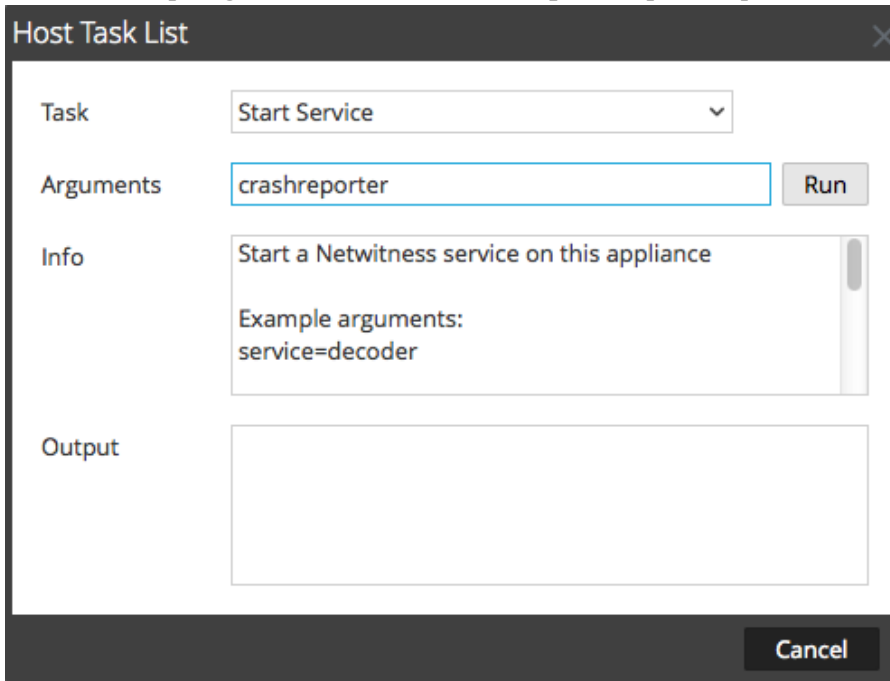 Host Task List
Task
Start Service
Arguments
crashreporter
Run
Info
Start a Netwitness service on this appliance
Example arguments:
service=decoder
Output
Cancel